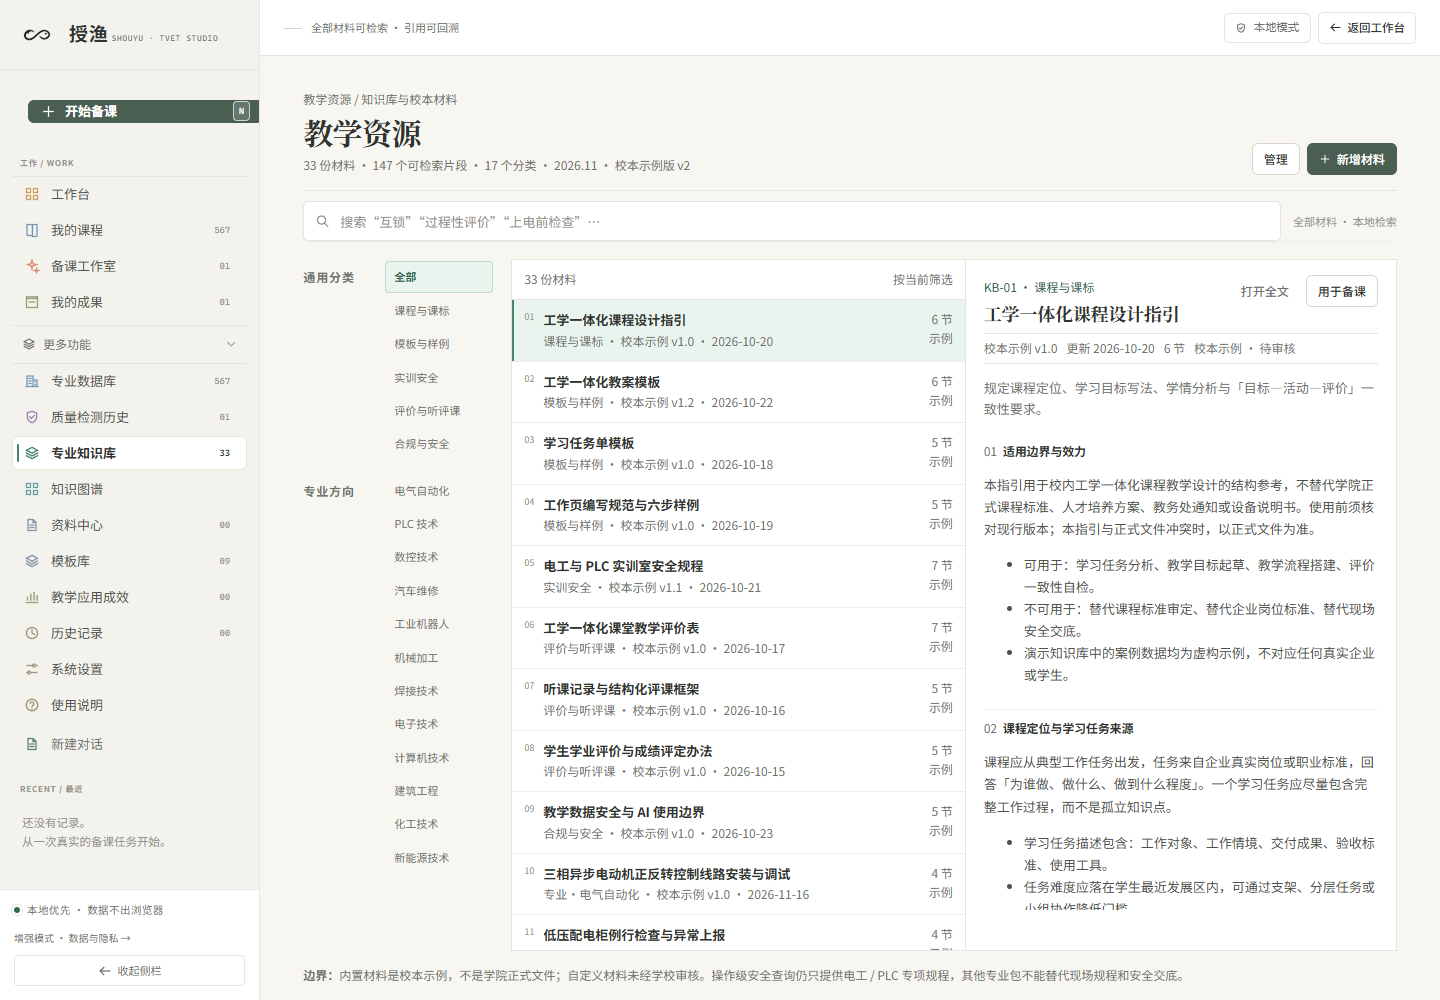 授渔 SHOUYU · TVET STUDIO
开始备课 N
工作 / WORK
工作台
我的课程 567
备课工作室 01
我的成果 01
更多功能
专业数据库 567
质量检测历史 01
专业知识库 33
知识图谱
资料中心 00
模板库 09
教学应用成效 00
历史记录 00
系统设置
使用说明
新建对话
RECENT / 最近
还没有记录。
从一次真实的备课任务开始。
本地优先 · 数据不出浏览器
增强模式 · 数据与隐私 →
← 收起侧栏
全部材料可检索 · 引用可回溯
本地模式
← 返回工作台
教学资源 / 知识库与校本材料
教学资源
33 份材料 · 147 个可检索片段 · 17 个分类 · 2026.11 · 校本示例版 v2
管理
+ 新增材料
搜索“互锁”“过程性评价”“上电前检查” …
全部材料 · 本地检索
通用分类
全部
课程与课标
模板与样例
实训安全
评价与听评课
合规与安全
专业方向
电气自动化
PLC 技术
数控技术
汽车维修
工业机器人
机械加工
焊接技术
电子技术
计算机技术
建筑工程
化工技术
新能源技术
33 份材料 按当前筛选
01 工学一体化课程设计指引 6 节
课程与课标 · 校本示例 v1.0 · 2026-10-20 示例
02 工学一体化教案模板 6 节
模板与样例 · 校本示例 v1.2 · 2026-10-22 示例
03 学习任务单模板 5 节
模板与样例 · 校本示例 v1.0 · 2026-10-18 示例
04 工作页编写规范与六步样例 5 节
模板与样例 · 校本示例 v1.0 · 2026-10-19 示例
05 电工与 PLC 实训室安全规程 7 节
实训安全 · 校本示例 v1.1 · 2026-10-21 示例
06 工学一体化课堂教学评价表 7 节
评价与听评课 · 校本示例 v1.0 · 2026-10-17 示例
07 听课记录与结构化评课框架 5 节
评价与听评课 · 校本示例 v1.0 · 2026-10-16 示例
08 学生学业评价与成绩评定办法 5 节
评价与听评课 · 校本示例 v1.0 · 2026-10-15 示例
09 教学数据安全与 AI 使用边界 5 节
合规与安全 · 校本示例 v1.0 · 2026-10-23 示例
10 三相异步电动机正反转控制线路安装与调试 4 节
专业 · 电气自动化 · 校本示例 v1.0 · 2026-11-16 示例
11 低压配电柜例行检查与异常上报 4 节
KB-01 · 课程与课标
打开全文
用于备课
工学一体化课程设计指引
校本示例 v1.0 更新 2026-10-20 6 节 校本示例 · 待审核
规定课程定位、学习目标写法、学情分析与「目标—活动—评价」一
致性要求。
01 适用边界与效力
本指引用于校内工学一体化课程教学设计的结构参考，不替代学院正
式课程标准、人才培养方案、教务处通知或设备说明书。使用前须核
对现行版本；本指引与正式文件冲突时，以正式文件为准。
• 可用于：学习任务分析、教学目标起草、教学流程搭建、评价
一致性自检。
• 不可用于：替代课程标准审定、替代企业岗位标准、替代现场
安全交底。
• 演示知识库中的案例数据均为虚构示例，不对应任何真实企业
或学生。
02 课程定位与学习任务来源
课程应从典型工作任务出发，任务来自企业真实岗位或职业标准，回
答「为谁做、做什么、做到什么程度」。一个学习任务应尽量包含完
整工作过程，而不是孤立知识点。
• 学习任务描述包含：工作对象、工作情境、交付成果、验收标
准、使用工具。
• 任务难度应落在学生最近发展区内，可通过支架、分层任务或
小组协作降低门槛
边界：内置材料是校本示例，不是学院正式文件；自定义材料未经学校审核。操作级安全查询仍只提供电工 / PLC 专项规程，其他专业包不能替代现场规程和安全交底。